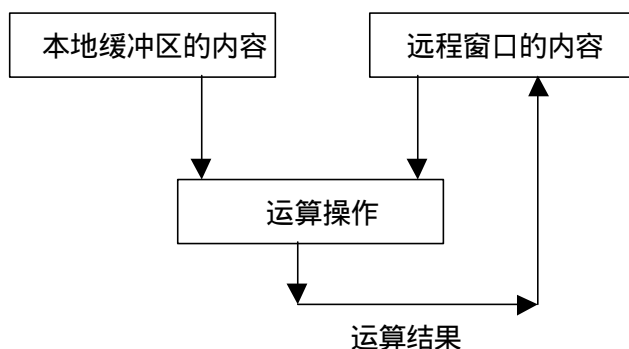 本地缓冲区的内容
远程窗口的内容
运算操作
运算结果